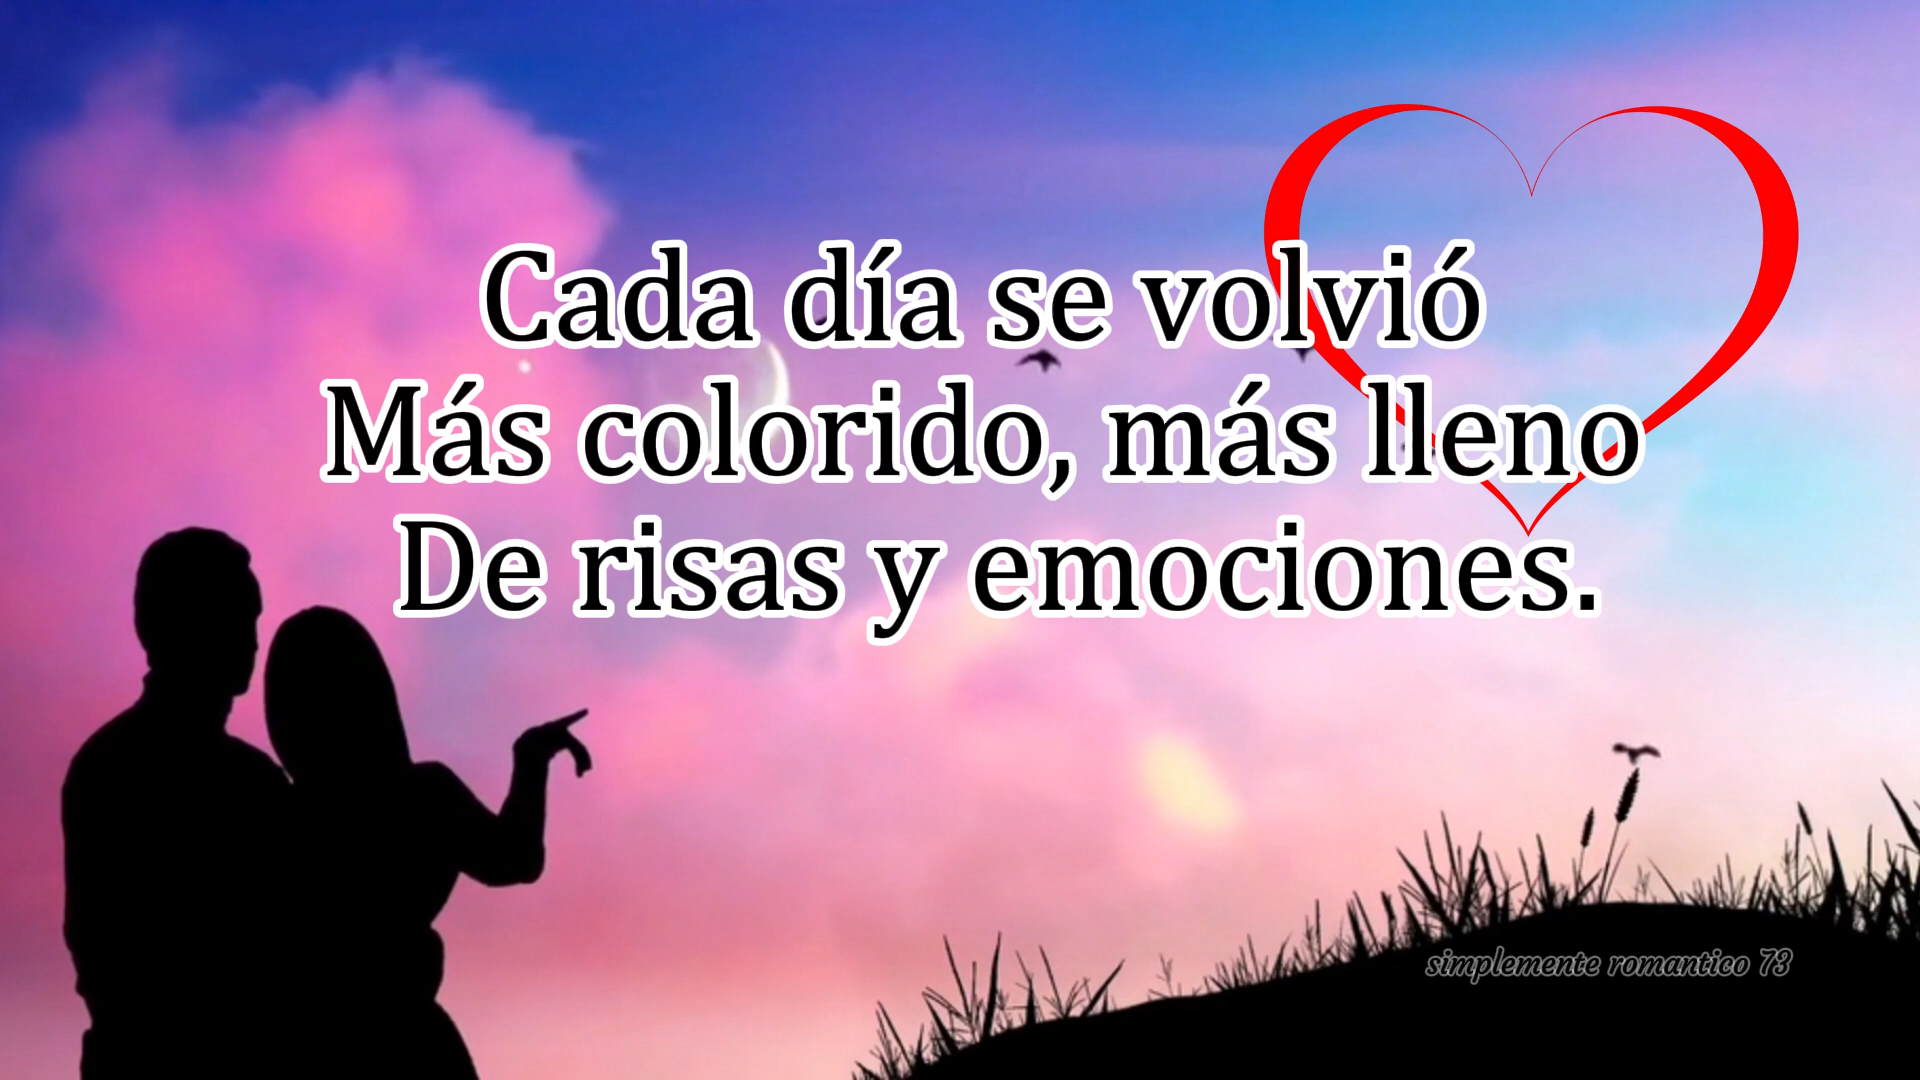 Cada día se volvió
Más colorido, más lleno
De risas y emociones.
simplemente romantico 73